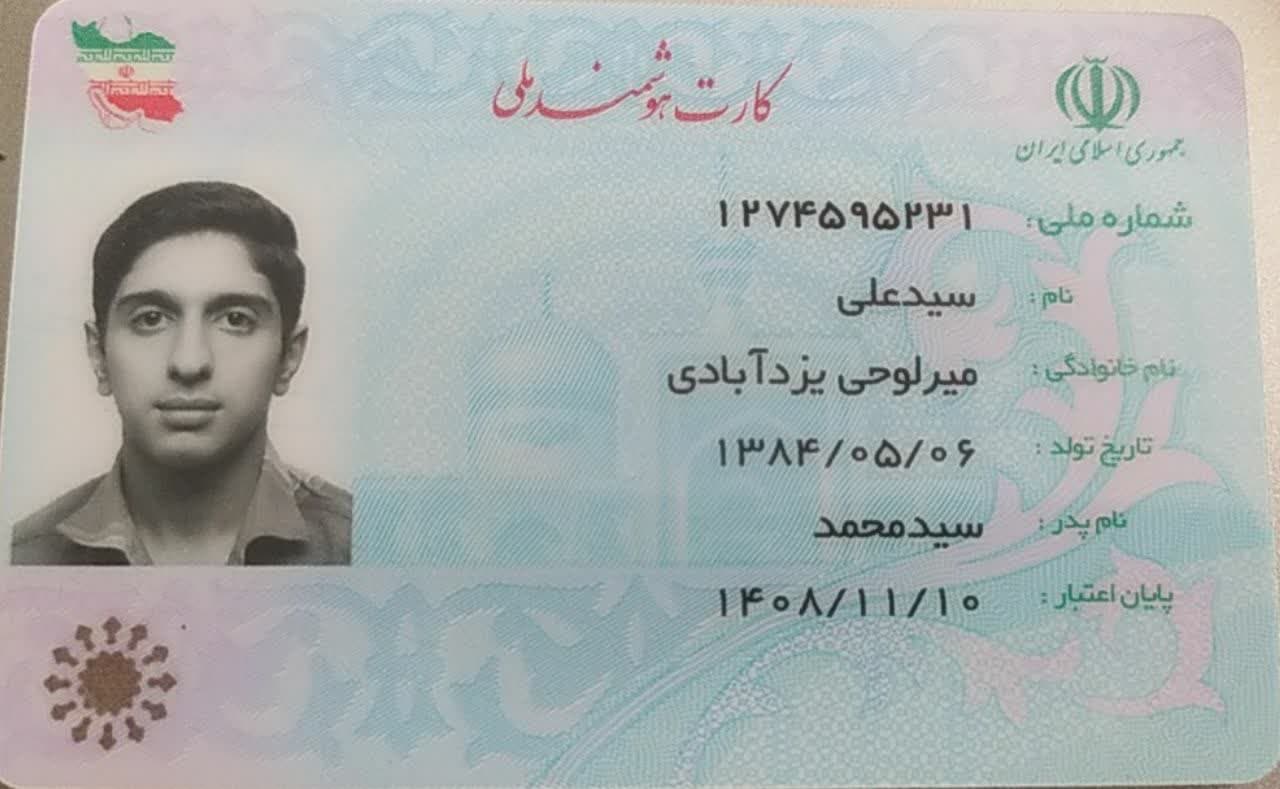 کارت هوشمند ملی
جمهوری اسلامی ایران
شماره ملی: ۱۲۷۴۵۹۵۲۳۱
نام: سیدعلی
نام خانوادگی: میرلوحی یزدآبادی
تاریخ تولد: ۱۳۸۴/۰۵/۰۶
نام پدر: سیدمحمد
پایان اعتبار: ۱۴۰۸/۱۱/۱۰